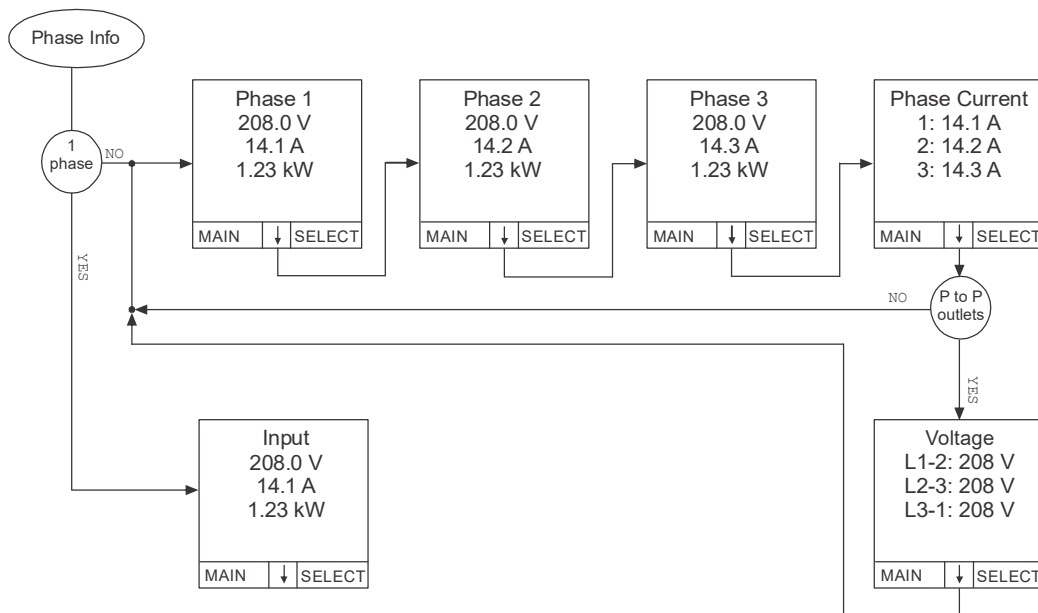 Phase Info
1
phase
NO
YES
Phase 1
208.0 V
14.1 A
1.23 kW
MAIN ↓ SELECT
Phase 2
208.0 V
14.2 A
1.23 kW
MAIN ↓ SELECT
Phase 3
208.0 V
14.3 A
1.23 kW
MAIN ↓ SELECT
Phase Current
1: 14.1 A
2: 14.2 A
3: 14.3 A
MAIN ↓ SELECT
P to P
outlets
NO
YES
Input
208.0 V
14.1 A
1.23 kW
MAIN ↓ SELECT
Voltage
L1-2: 208 V
L2-3: 208 V
L3-1: 208 V
MAIN ↓ SELECT